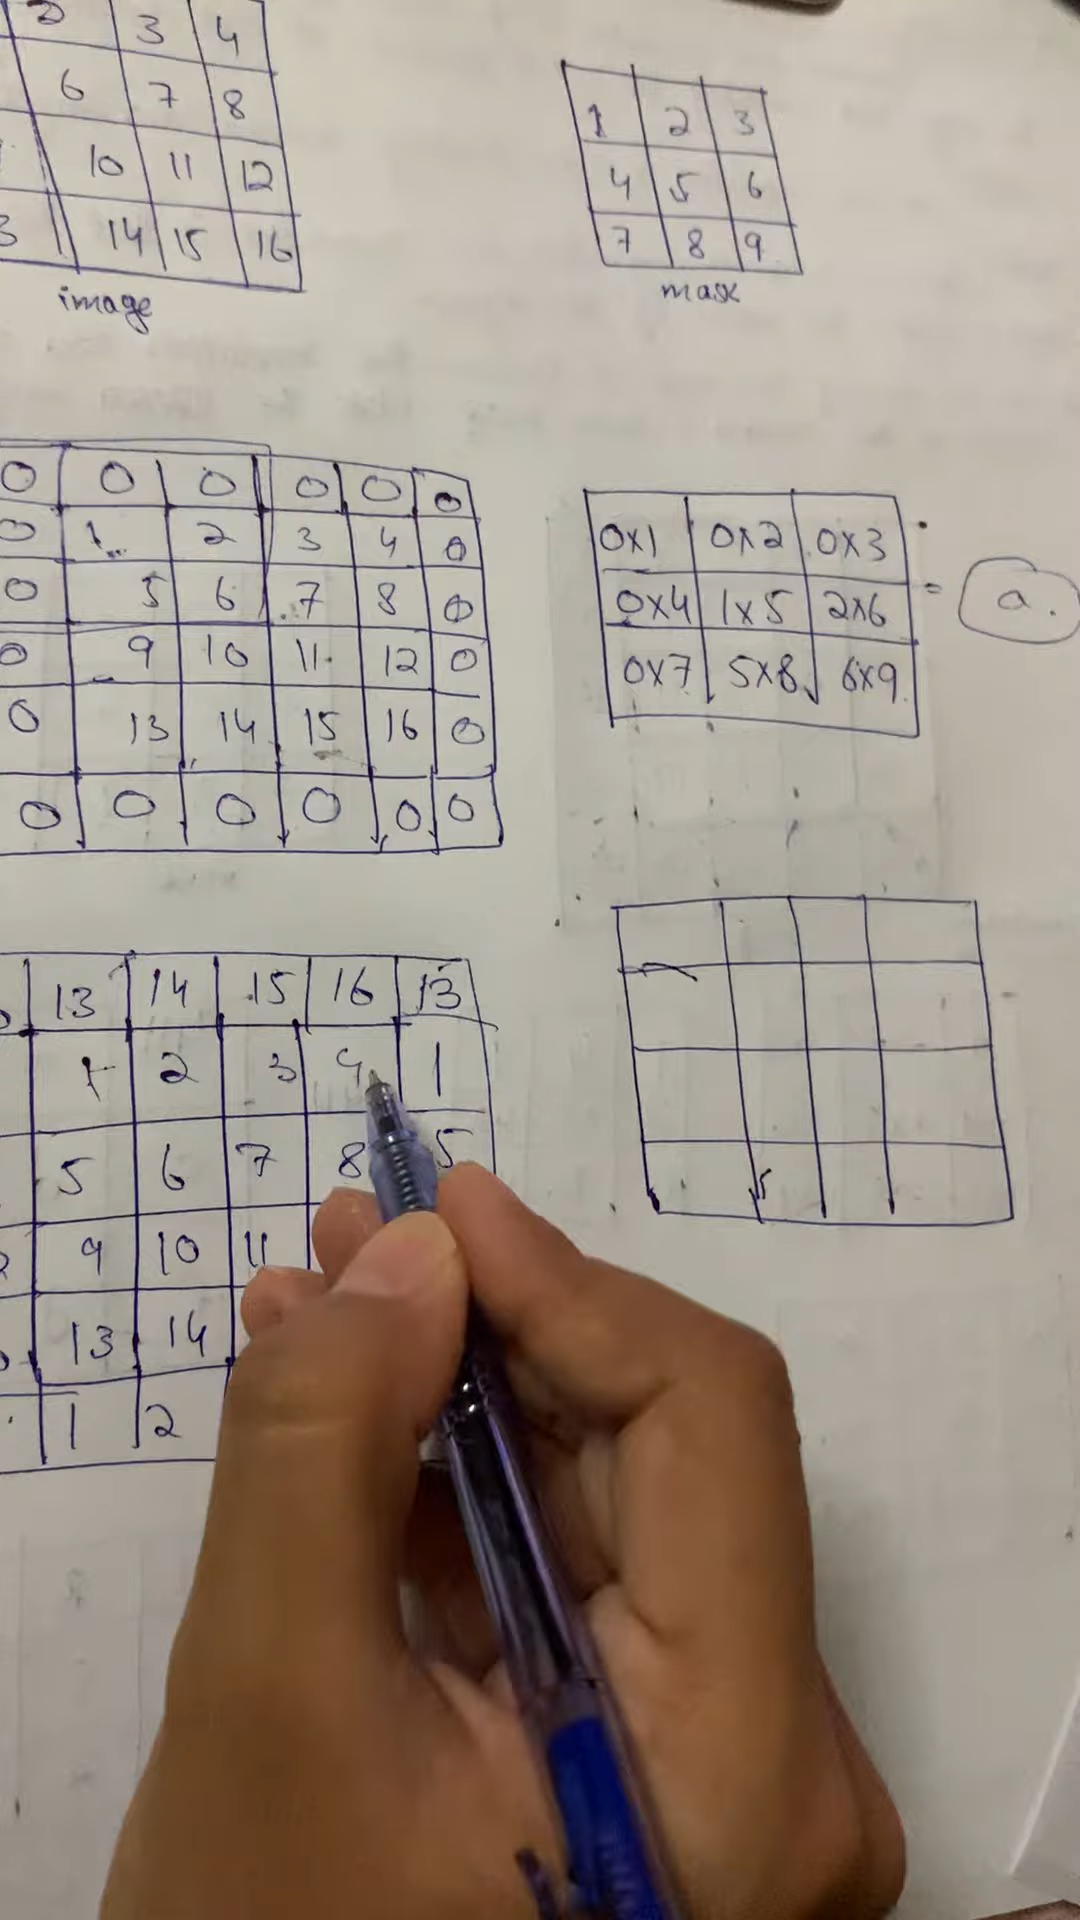 2 3 4
6 7 8
10 11 12
3 14 15 16
image
1 2 3
4 5 6
7 8 9
mask
0 0 0 0 0 0
0 1 2 3 4 0
0 5 6 7 8 0
0 9 10 11 12 0
0 13 14 15 16 0
0 0 0 0 0 0
0x1 0x2 0x3
0x4 1x5 2x6 = a.
0x7 5x8 6x9
13 14 15 16 13
1 2 3 4 1
5 6 7 8 5
9 10 11
13 14
1 2